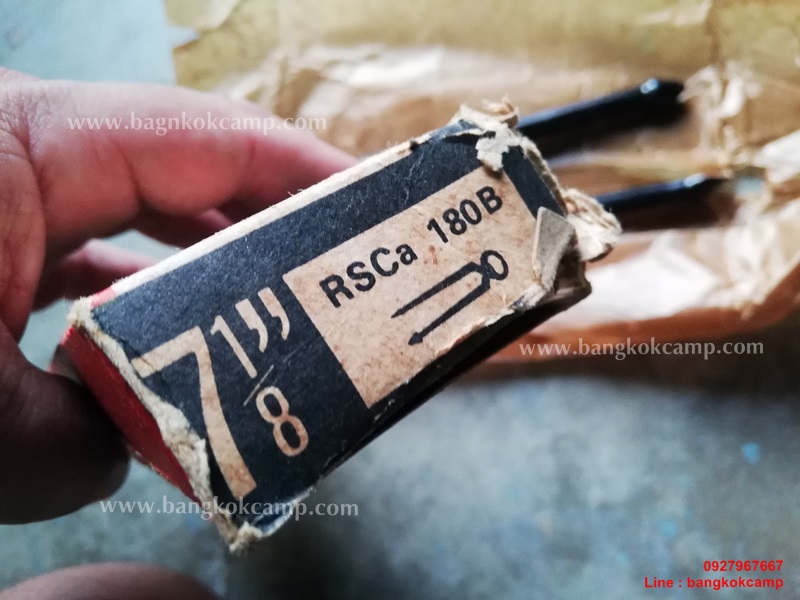 www.bagnkokcamp.com
RSCa 180B
7 1/8"
www.bangkokcamp.com
www.bangkokcamp.com
0927967667
Line : bangkokcamp